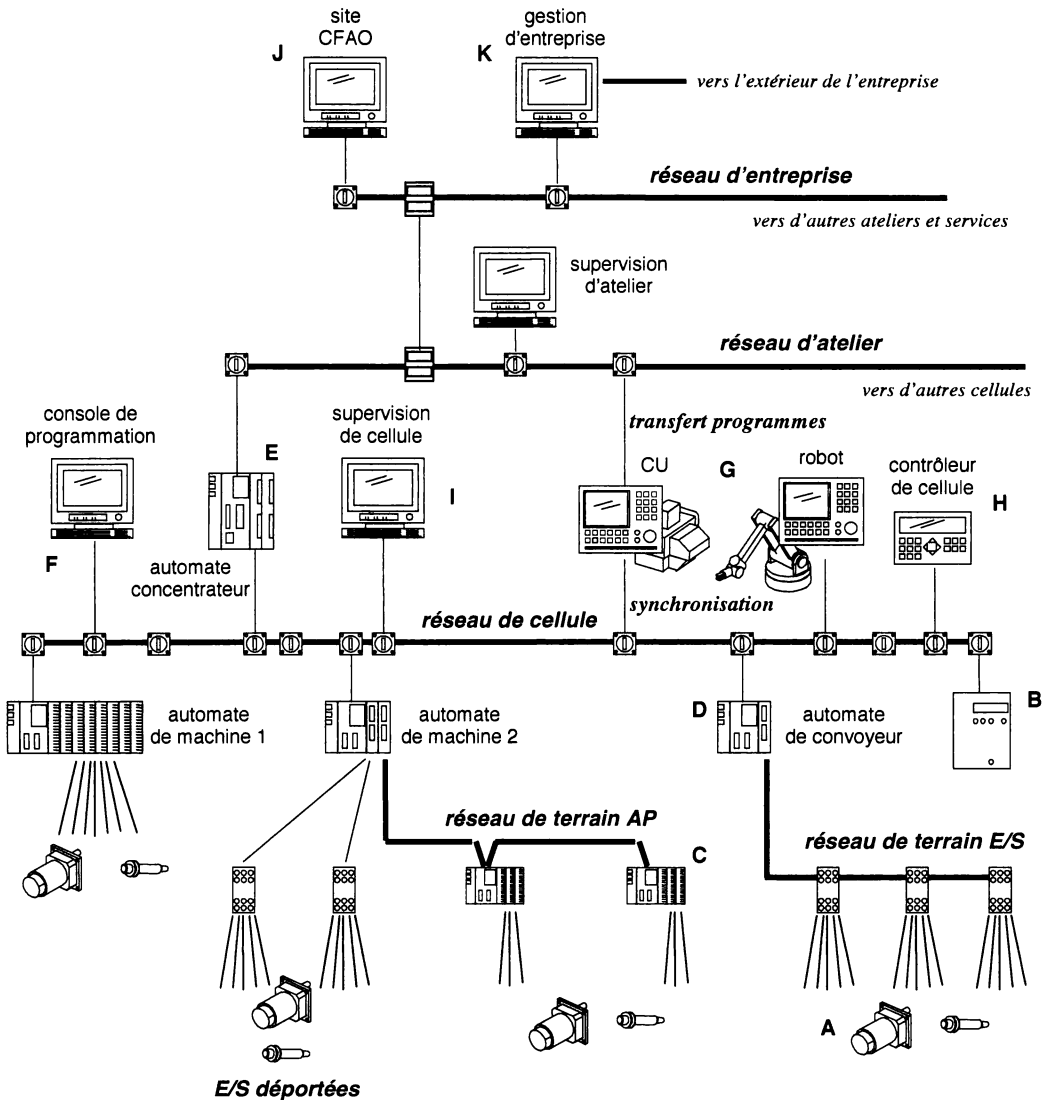 site
CFAO
J
gestion
d'entreprise
K
vers l'extérieur de l'entreprise
réseau d'entreprise
vers d'autres ateliers et services
supervision
d'atelier
réseau d'atelier
vers d'autres cellules
console de
programmation
F
E
automate
concentrateur
supervision
de cellule
I
transfert programmes
CU
G
robot
contrôleur
de cellule
H
synchronisation
réseau de cellule
automate
de machine 1
automate
de machine 2
D
automate
de convoyeur
B
réseau de terrain AP
C
réseau de terrain E/S
A
E/S déportées